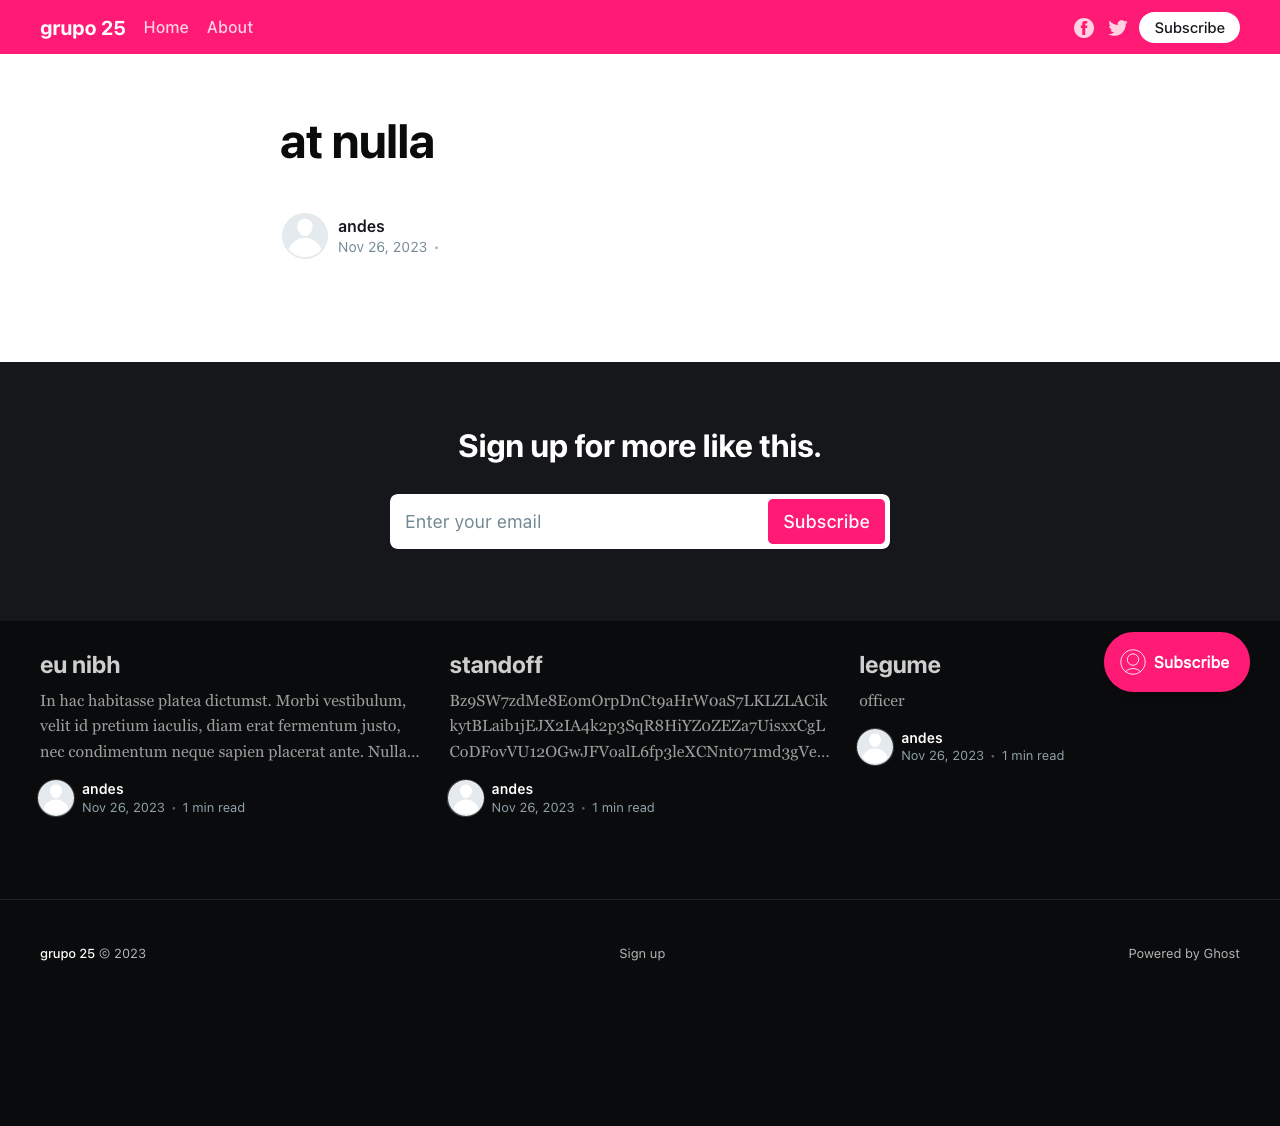 grupo 25 Home About Subscribe
at nulla
andes
Nov 26, 2023 •
Sign up for more like this.
Enter your email Subscribe
eu nibh
In hac habitasse platea dictumst. Morbi vestibulum,
velit id pretium iaculis, diam erat fermentum justo,
nec condimentum neque sapien placerat ante. Nulla…
andes
Nov 26, 2023 • 1 min read
standoff
Bz9SW7zdMe8E0mOrpDnCt9aHrW0aS7LKLZLACik
kytBLaib1jEJX2IA4k2p3SqR8HiYZ0ZEZa7UisxxCgL
CoDF0vVU12OGwJFV0alL6fp3leXCNnt071md3gVe…
andes
Nov 26, 2023 • 1 min read
legume
officer
andes
Nov 26, 2023 • 1 min read
Subscribe
grupo 25 © 2023 Sign up Powered by Ghost